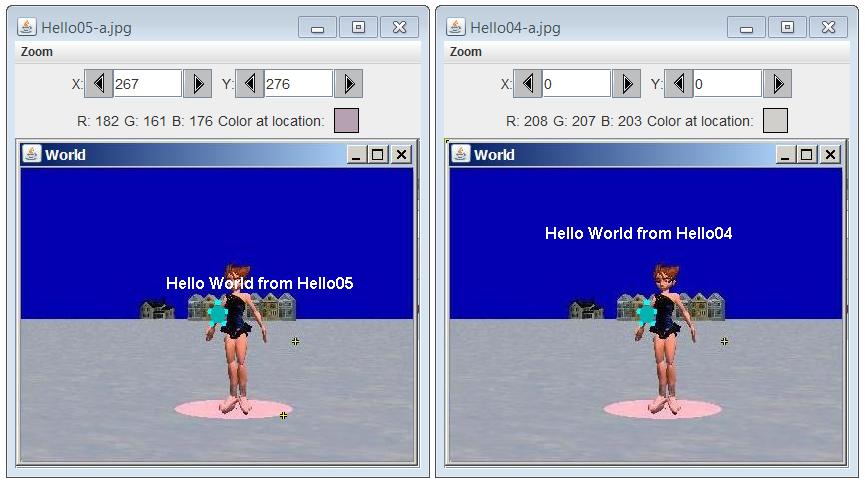 Hello05-a.jpg
Zoom
X: 267 Y: 276
R: 182 G: 161 B: 176 Color at location:
World
Hello World from Hello05
Hello04-a.jpg
Zoom
X: 0 Y: 0
R: 208 G: 207 B: 203 Color at location:
World
Hello World from Hello04